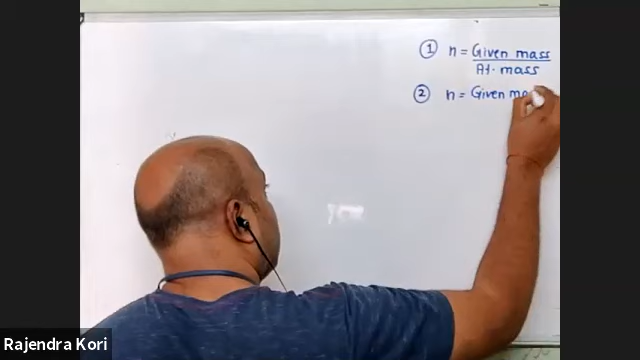 ① n = Given mass
At. mass
② n = Given
Rajendra Kori